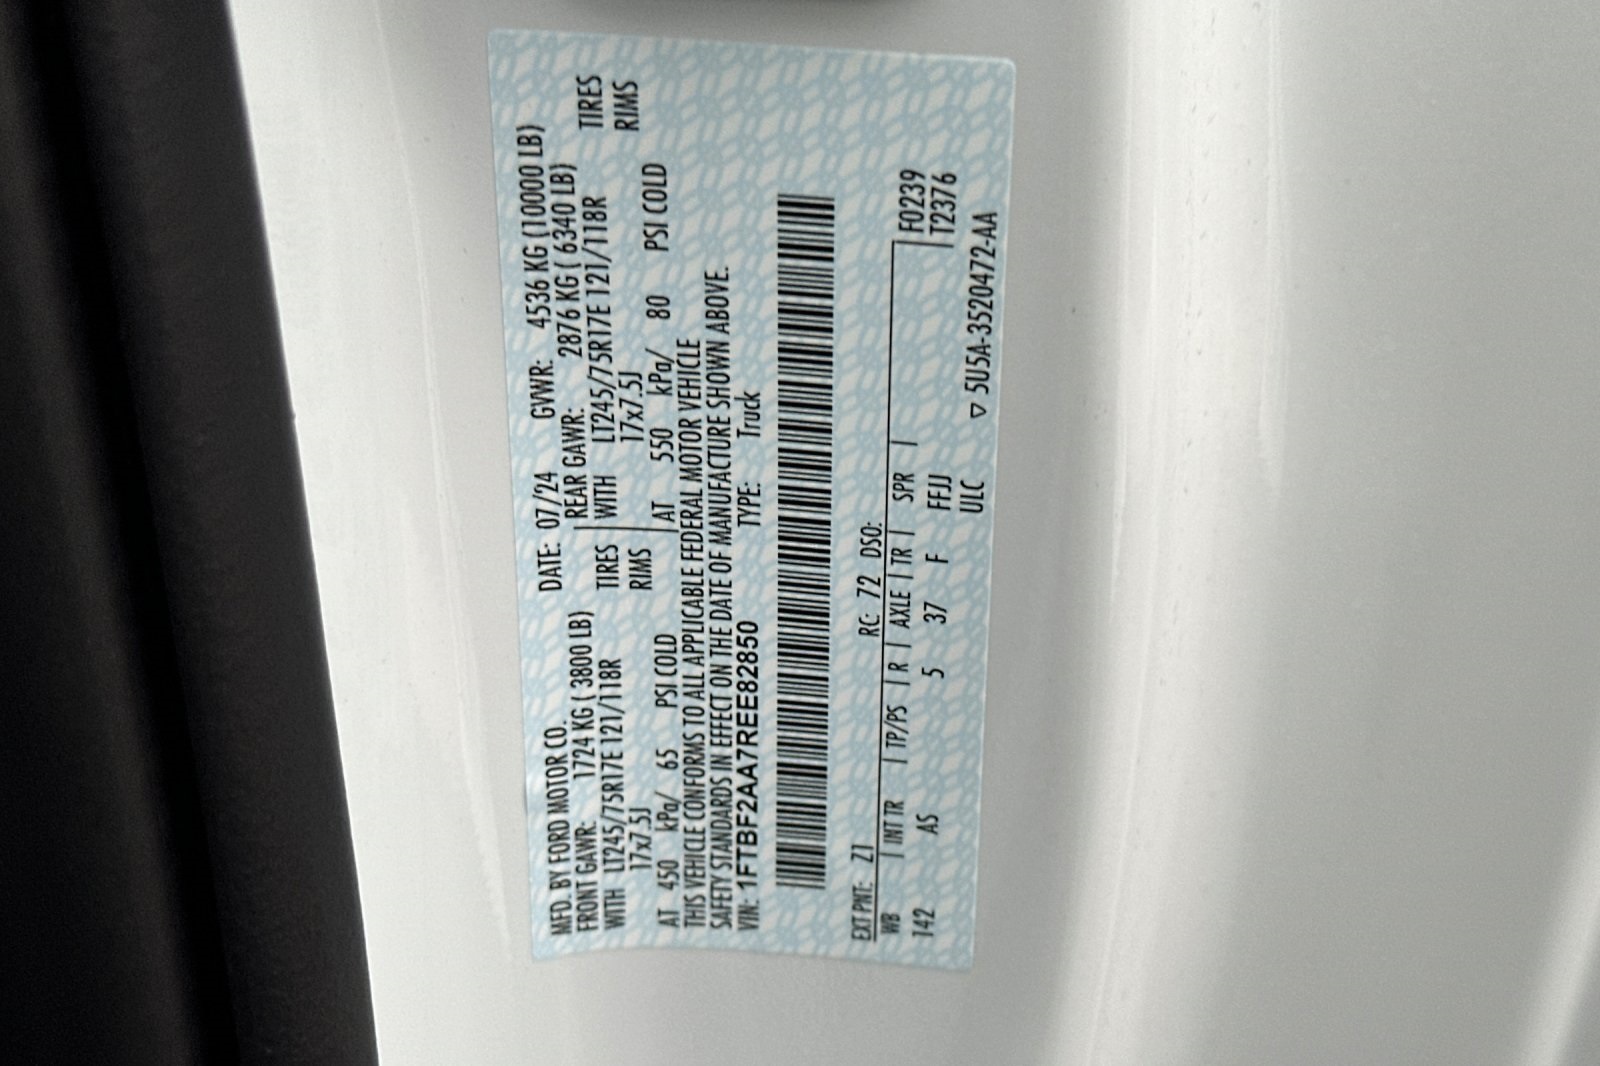 MFD. BY FORD MOTOR CO. DATE: 07/24 GVWR: 4536 KG (10000 LB)
FRONT GAWR: 1724 KG ( 3800 LB) REAR GAWR: 2876 KG ( 6340 LB)
WITH LT245/75R17E 121/118R TIRES WITH LT245/75R17E 121/118R TIRES
17x7.5J RIMS 17x7.5J RIMS
AT 450 kPa/ 65 PSI COLD AT 550 kPa/ 80 PSI COLD
THIS VEHICLE CONFORMS TO ALL APPLICABLE FEDERAL MOTOR VEHICLE
SAFETY STANDARDS IN EFFECT ON THE DATE OF MANUFACTURE SHOWN ABOVE.
VIN: 1FTBF2AA7REE82850 TYPE: Truck
EXT PNT: Z1 RC: 72 DSO:
WB | INT TR | TP/PS | R | AXLE | TR | SPR | F0239
142 AS 5 37 F FFJJ T2376
ULC
▽ 5U5A-3520472-AA